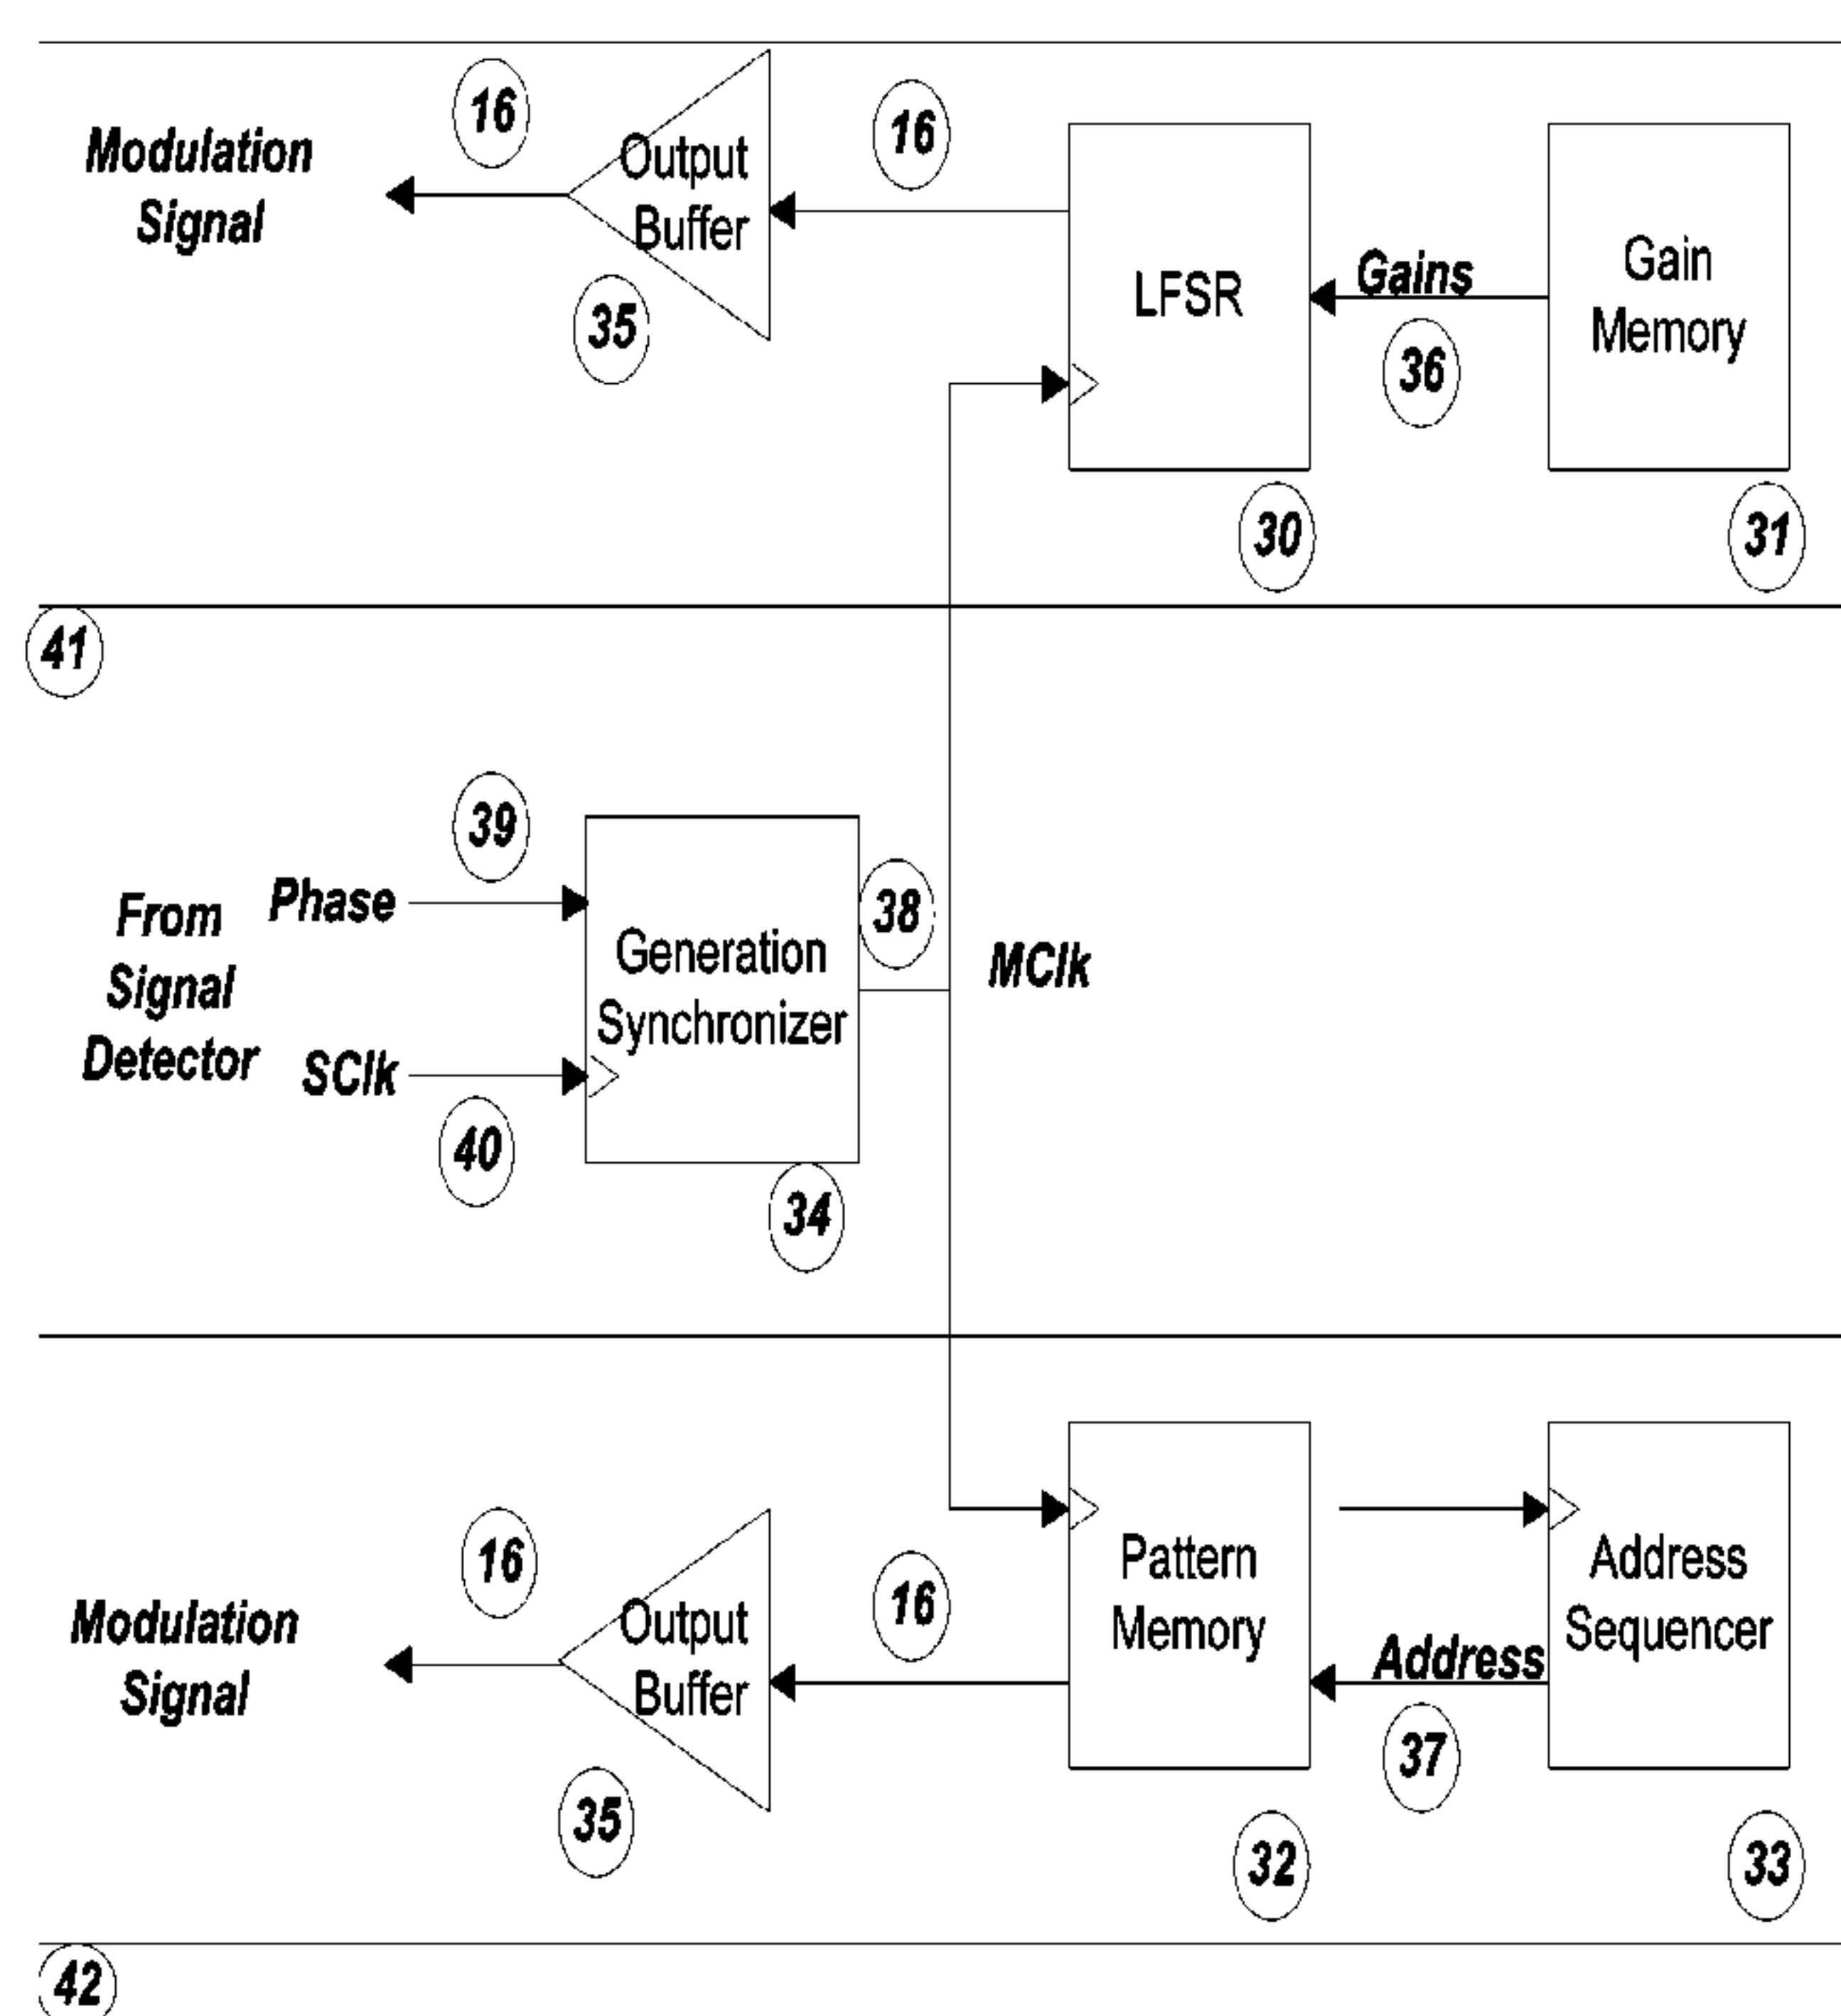 16
16
Modulation
Signal
Output
Buffer
35
LFSR
Gains
36
Gain
Memory
30
31
41
39
From
Signal
Detector
Phase
SClk
40
Generation
Synchronizer
38
MClk
34
16
16
Modulation
Signal
Output
Buffer
35
Pattern
Memory
Address
37
Address
Sequencer
32
33
42